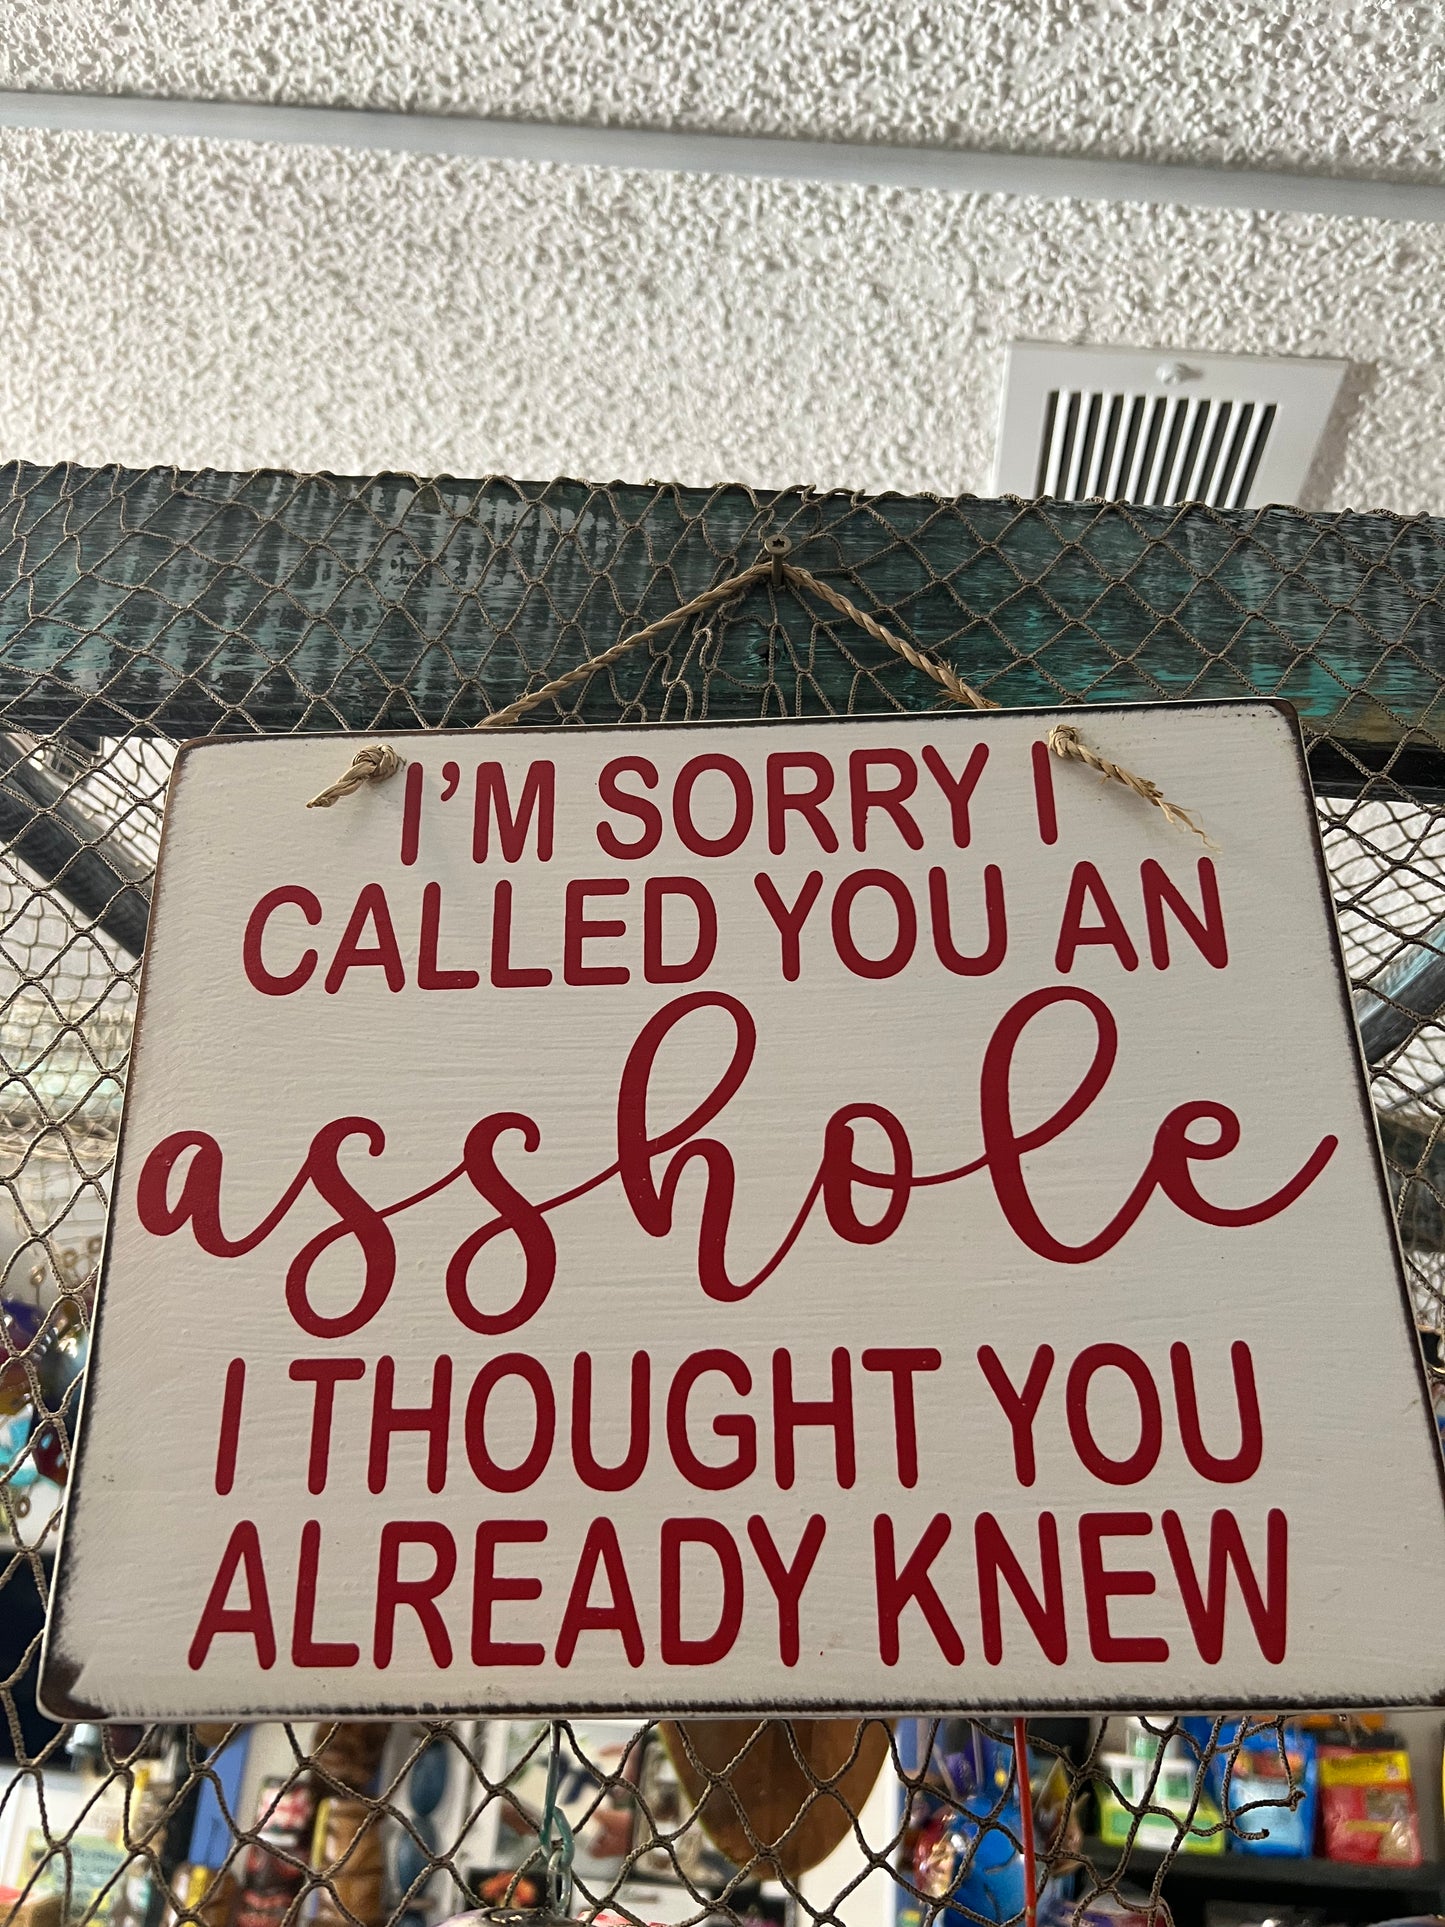 I'M SORRY I
CALLED YOU AN
asshole
I THOUGHT YOU
ALREADY KNEW